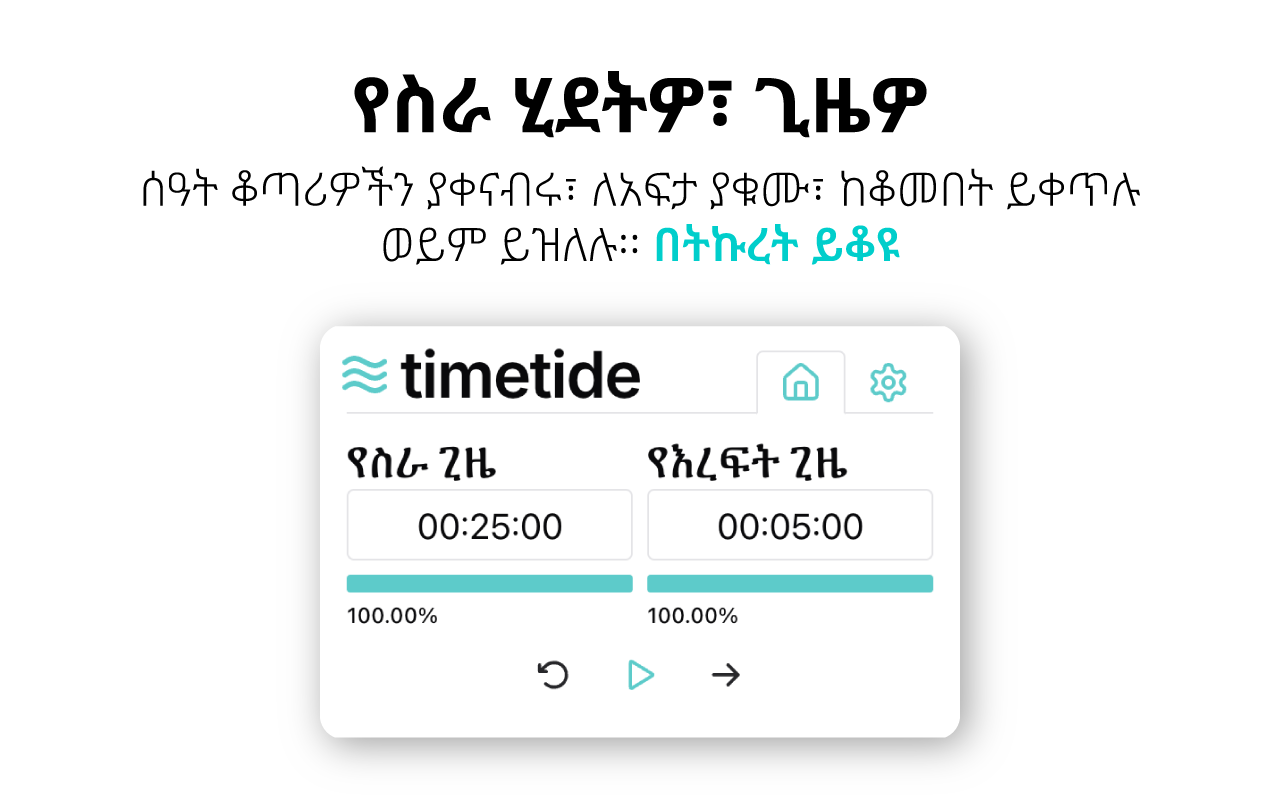 የስራ ሂደትዎ፣ ጊዜዎ
ሰዓት ቆጣሪዎችን ያቀናብሩ፣ ለአፍታ ያቁሙ፣ ከቆመበት ይቀጥሉ
ወይም ይዝለሉ። በትኩረት ይቆዩ
timetide
የስራ ጊዜ
የእረፍት ጊዜ
00:25:00
00:05:00
100.00%
100.00%